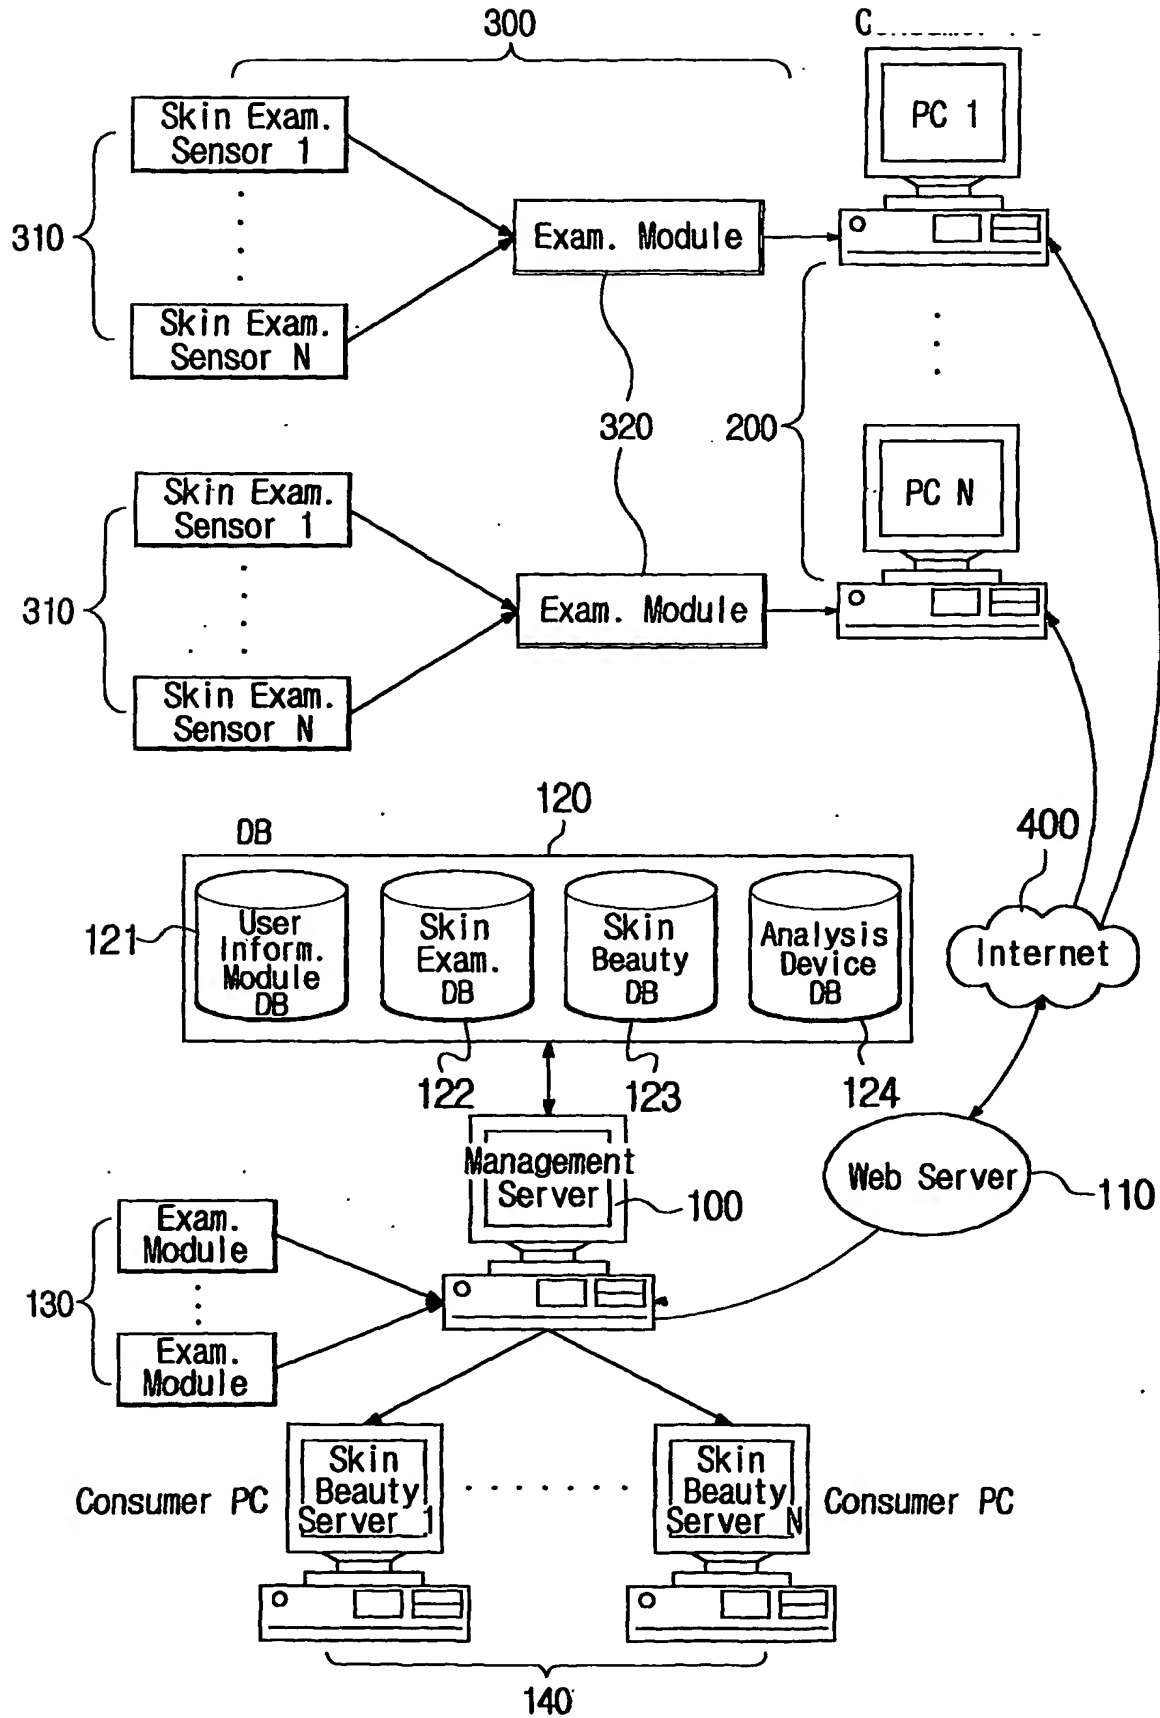 300
Skin Exam.
Sensor 1
PC 1
310
Exam. Module
Skin Exam.
Sensor N
320
200
Skin Exam.
Sensor 1
PC N
310
Exam. Module
Skin Exam.
Sensor N
120
DB
400
121
User
Inform.
Module
DB
Skin
Exam.
DB
Skin
Beauty
DB
Analysis
Device
DB
Internet
122
123
124
Management
Server
100
Web Server
110
Exam.
Module
130
Exam.
Module
Consumer PC
Skin
Beauty
Server 1
Skin
Beauty
Server N
Consumer PC
140